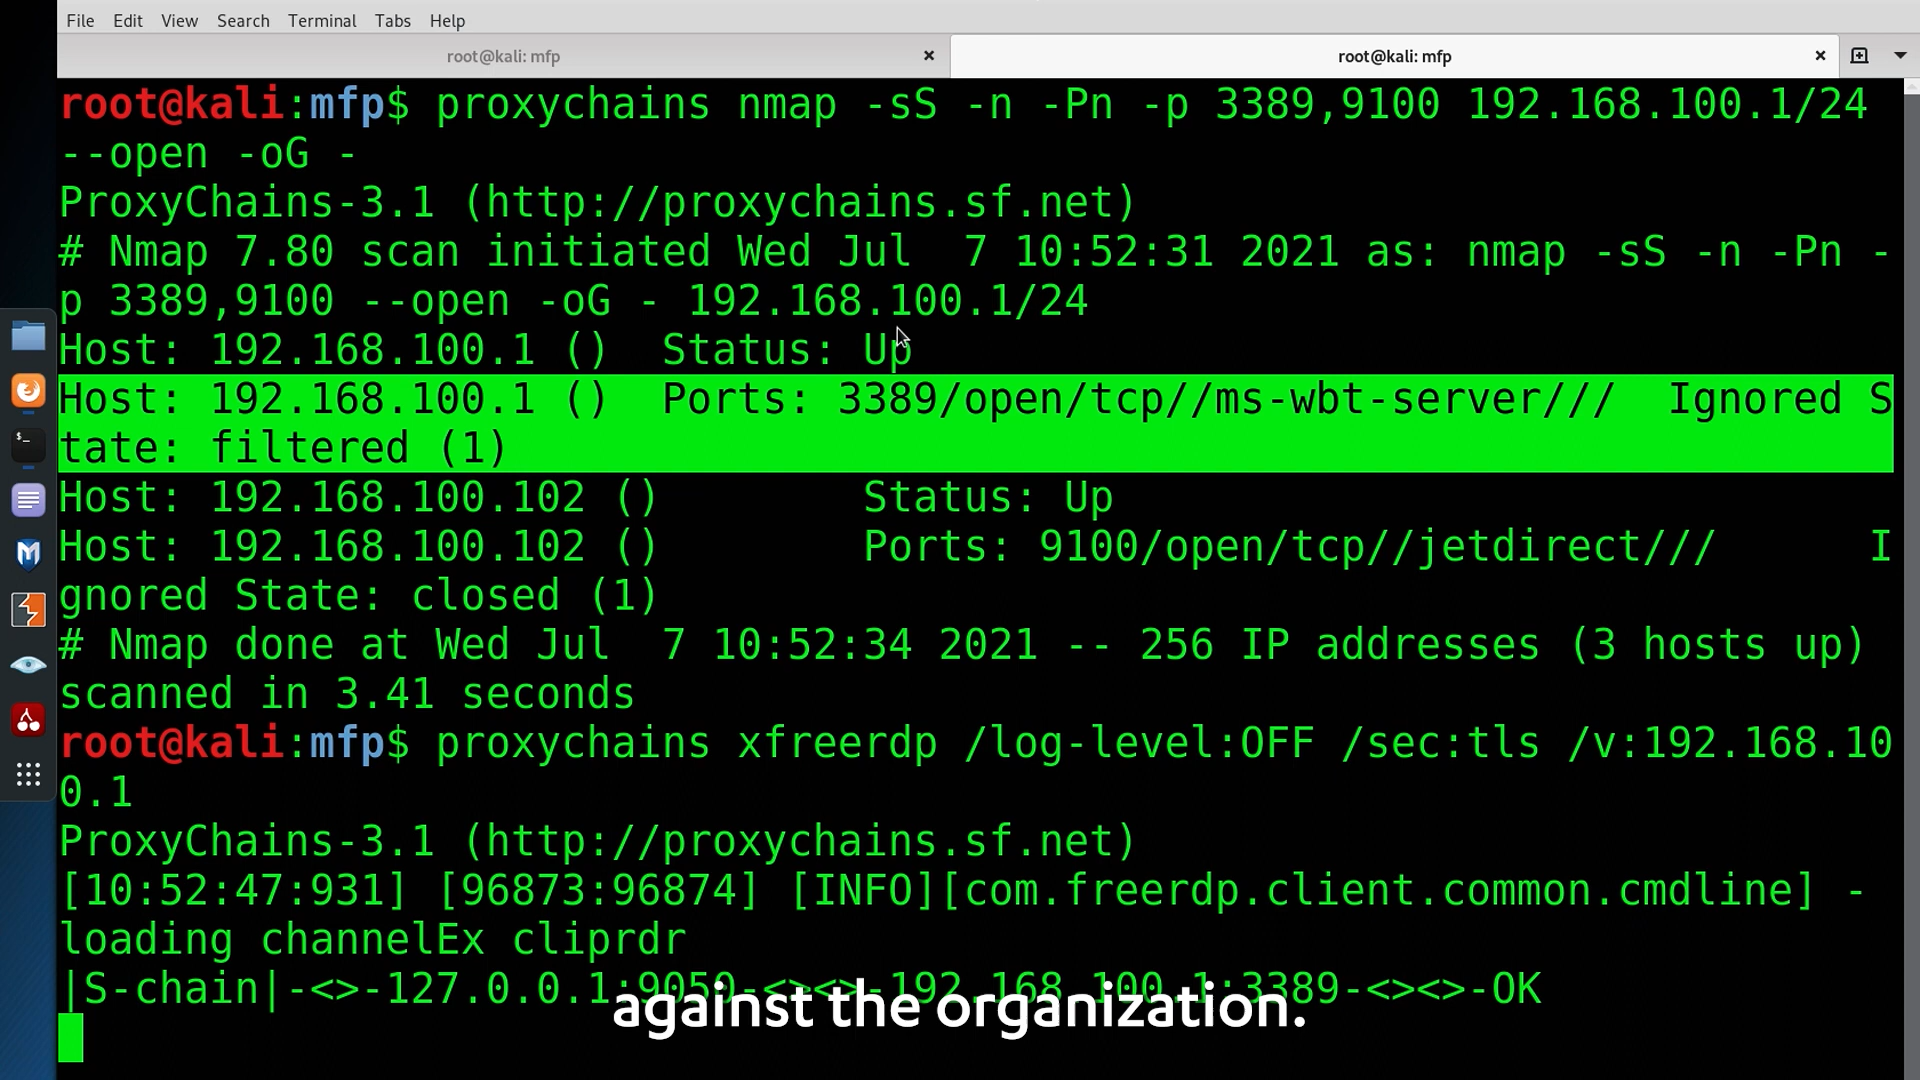 File Edit View Search Terminal Tabs Help
root@kali: mfp × root@kali: mfp ×
root@kali:mfp$ proxychains nmap -sS -n -Pn -p 3389,9100 192.168.100.1/24
--open -oG -
ProxyChains-3.1 (http://proxychains.sf.net)
# Nmap 7.80 scan initiated Wed Jul  7 10:52:31 2021 as: nmap -sS -n -Pn -
p 3389,9100 --open -oG - 192.168.100.1/24
Host: 192.168.100.1 ()  Status: Up
Host: 192.168.100.1 ()  Ports: 3389/open/tcp//ms-wbt-server///  Ignored S
tate: filtered (1)
Host: 192.168.100.102 ()        Status: Up
Host: 192.168.100.102 ()        Ports: 9100/open/tcp//jetdirect///      I
gnored State: closed (1)
# Nmap done at Wed Jul  7 10:52:34 2021 -- 256 IP addresses (3 hosts up)
scanned in 3.41 seconds
root@kali:mfp$ proxychains xfreerdp /log-level:OFF /sec:tls /v:192.168.10
0.1
ProxyChains-3.1 (http://proxychains.sf.net)
[10:52:47:931] [96873:96874] [INFO][com.freerdp.client.common.cmdline] -
loading channelEx cliprdr
|S-chain|-<>-127.0.0.1:9050-<><>-192.168.100.1:3389-<><>-OK
against the organization.